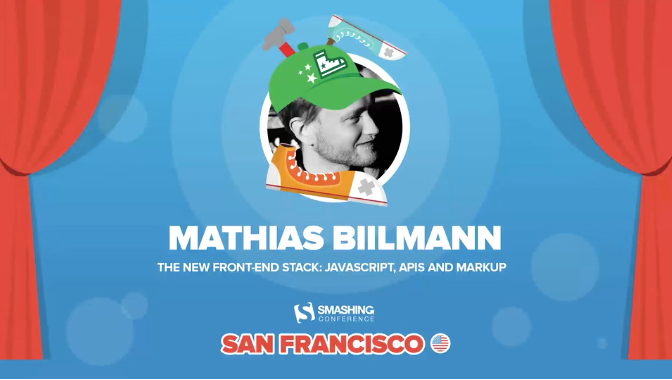 MATHIAS BIILMANN
THE NEW FRONT-END STACK: JAVASCRIPT, APIS AND MARKUP
SMASHING
CONFERENCE
SAN FRANCISCO